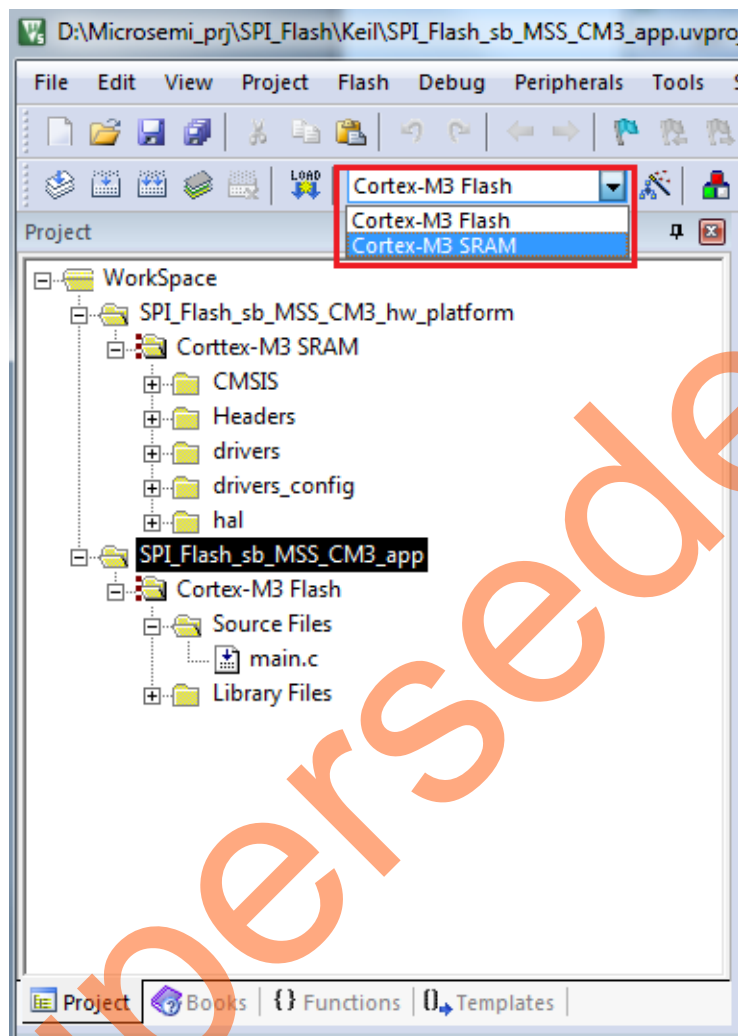 D:\Microsemi_prj\SPI_Flash\Keil\SPI_Flash_sb_MSS_CM3_app.uvproj
File Edit View Project Flash Debug Peripherals Tools S
LOAD Cortex-M3 Flash
Cortex-M3 Flash
Cortex-M3 SRAM
Project
WorkSpace
SPI_Flash_sb_MSS_CM3_hw_platform
Corttex-M3 SRAM
CMSIS
Headers
drivers
drivers_config
hal
SPI_Flash_sb_MSS_CM3_app
Cortex-M3 Flash
Source Files
main.c
Library Files
Project Books {} Functions Templates
persede